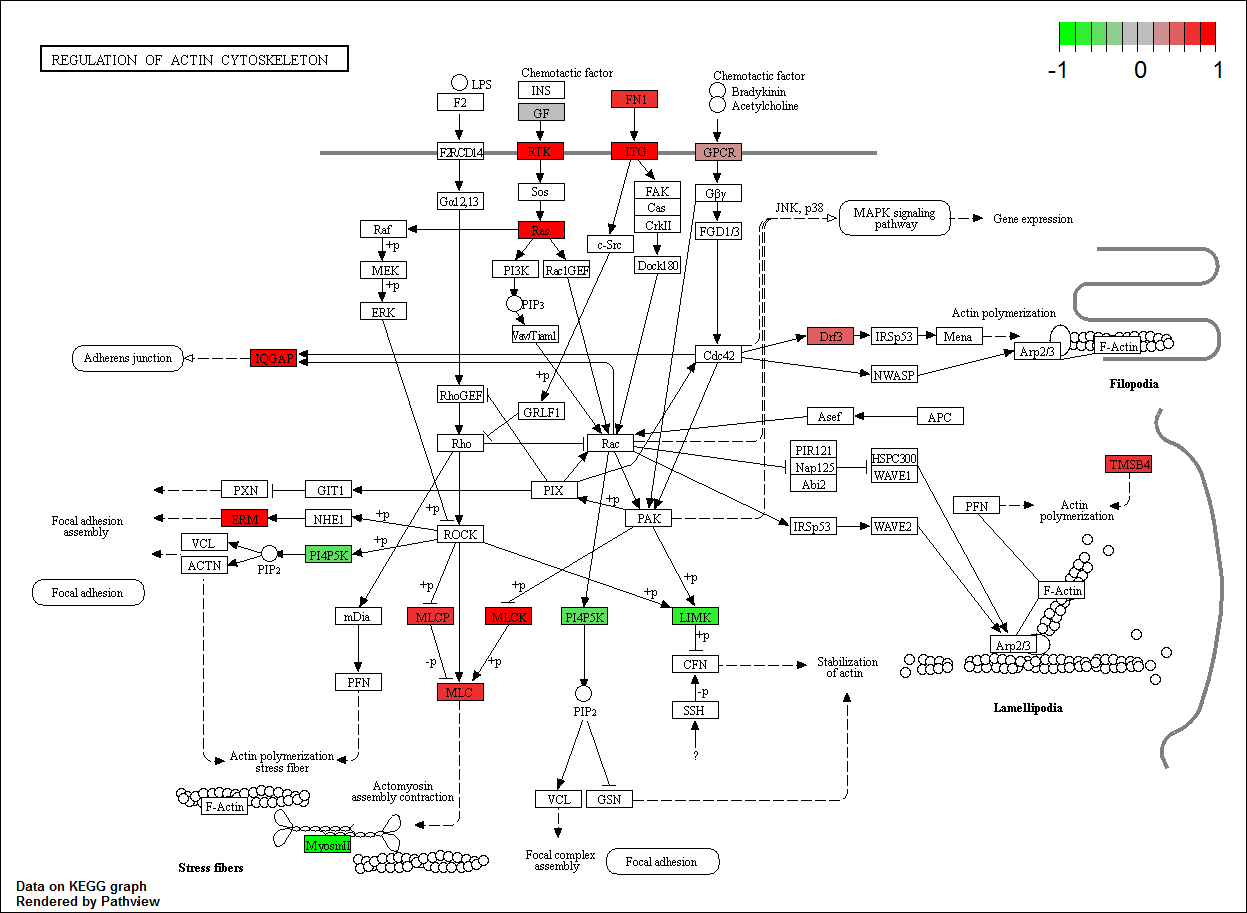 REGULATION OF ACTIN CYTOSKELETON
-1 0 1
Chemotactic factor
LPS
F2
INS
GF
FN1
Chemotactic factor
Bradykinin
Acetylcholine
F2R
CD14
RTK
ITG
GPCR
Gα12,13
Sos
FAK
Cas
CrkII
Gβγ
JNK, p38
MAPK signaling
pathway
Gene expression
Raf
Ras
FGD1/3
c-Src
+p
MEK
PI3K
Rac1GEF
Dock180
+p
ERK
PIP3
Vav/Tiam1
Actin polymerization
Drf3
IRSp53
Mena
Arp2/3
F-Actin
Adherens junction
IQGAP
Cdc42
NWASP
Filopodia
+p
RhoGEF
GRLF1
Asef
APC
Rho
Rac
PIR121
Nap125
Abi2
HSPC300
WAVE1
TMSB4
PXN
GIT1
PIX
+p
PFN
Actin
polymerization
Focal adhesion
assembly
ERM
NHE1
+p
+p
PAK
IRSp53
WAVE2
ROCK
VCL
ACTN
PIP2
PI4P5K
+p
Focal adhesion
+p
+p
+p
+p
F-Actin
mDia
MLCP
MLCK
PI4P5K
LIMK
+p
Arp2/3
-p
+p
CFN
Stabilization
of actin
PFN
MLC
-p
PIP2
SSH
Lamellipodia
?
Actin polymerization
stress fiber
Actomyosin
assembly contraction
F-Actin
VCL
GSN
MyosinII
Stress fibers
Focal complex
assembly
Focal adhesion
Data on KEGG graph
Rendered by Pathview